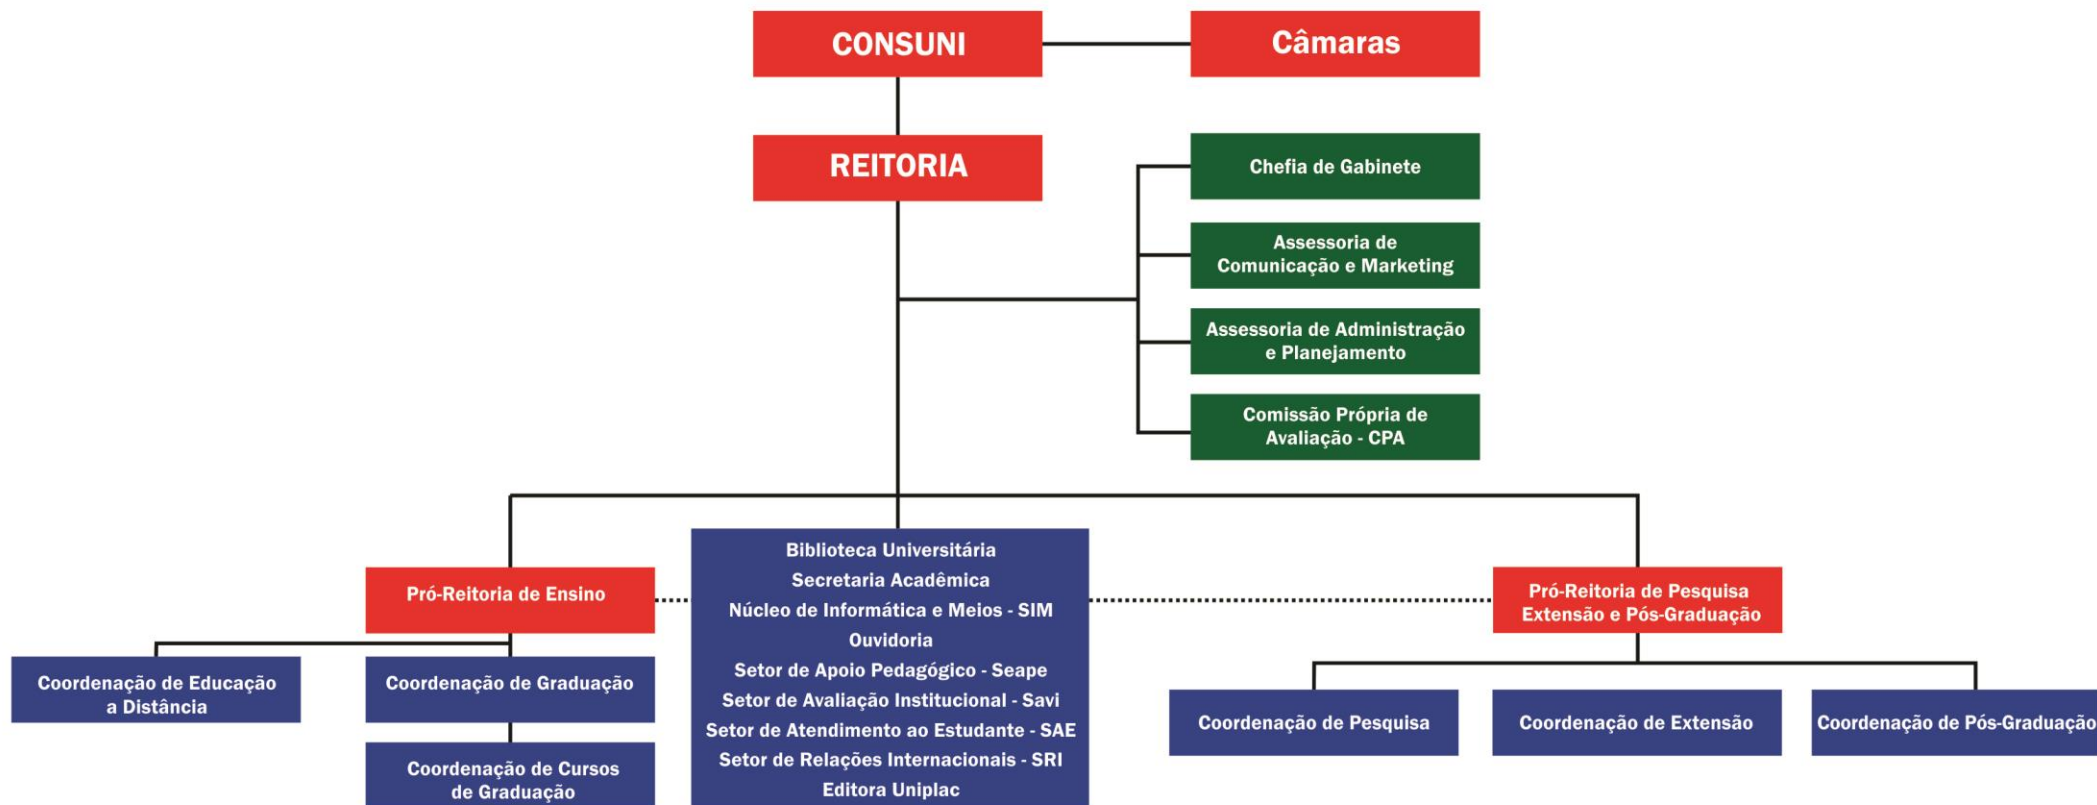 CONSUNI
Câmaras
REITORIA
Chefia de Gabinete
Assessoria de
Comunicação e Marketing
Assessoria de Administração
e Planejamento
Comissão Própria de
Avaliação - CPA
Pró-Reitoria de Ensino
Coordenação de Educação
a Distância
Coordenação de Graduação
Coordenação de Cursos
de Graduação
Biblioteca Universitária
Secretaria Acadêmica
Núcleo de Informática e Meios - SIM
Ouvidoria
Setor de Apoio Pedagógico - Seape
Setor de Avaliação Institucional - Savi
Setor de Atendimento ao Estudante - SAE
Setor de Relações Internacionais - SRI
Editora Uniplac
Pró-Reitoria de Pesquisa
Extensão e Pós-Graduação
Coordenação de Pesquisa
Coordenação de Extensão
Coordenação de Pós-Graduação